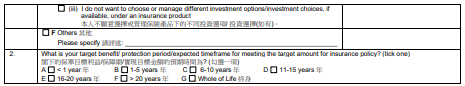 (iii) I do not want to choose or manage different investment options/investment choices, if
available, under an insurance product
本人不願意選擇或管理保險產品下的不同投資選項/ 投資選擇(如有)。
F Others 其他
Please specify 請詳述:
2. What is your target benefit/ protection period/expected timeframe for meeting the target amount for insurance policy? (tick one)
閣下的保單目標利益/保障期/實現目標金額的預期時間為? (勾選一項)
A < 1 year 年 B 1-5 years 年 C 6-10 years 年 D 11-15 years 年
E 16-20 years 年 F > 20 years 年 G Whole of Life 終身